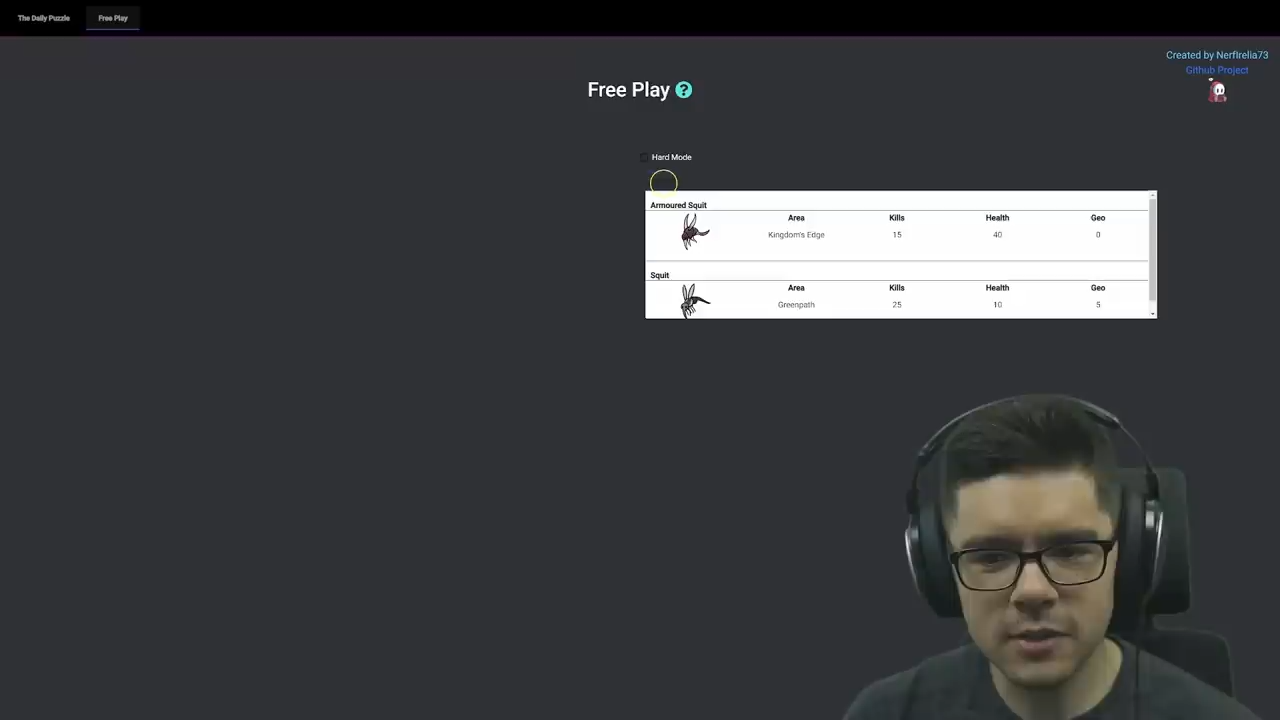 The Daily Puzzle
Free Play
Created by NerfIrelia73
Github Project
Free Play ?
Hard Mode
Armoured Squit
Area Kills Health Geo
Kingdom's Edge 15 40 0
Squit
Area Kills Health Geo
Greenpath 25 10 5